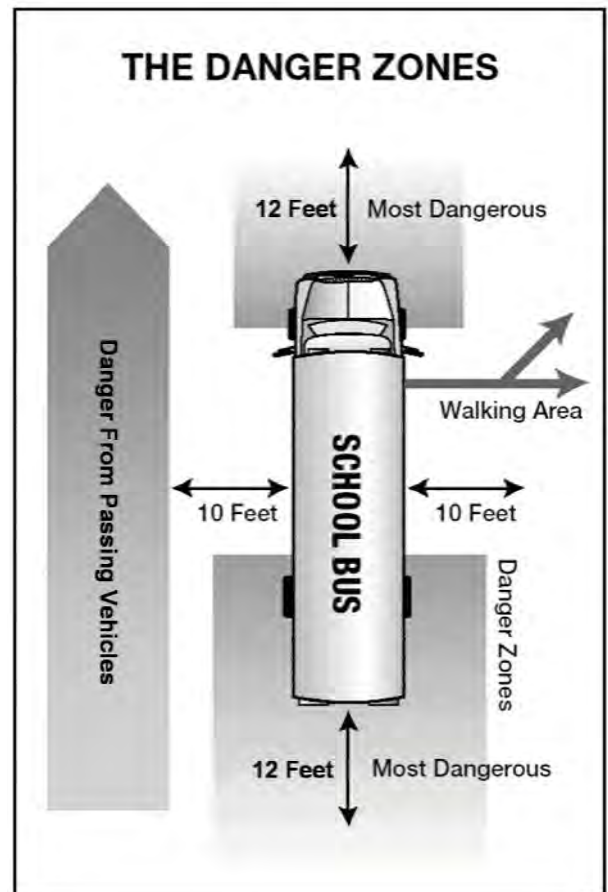 THE DANGER ZONES
12 Feet
Most Dangerous
Danger From Passing Vehicles
Walking Area
SCHOOL BUS
10 Feet
10 Feet
Danger Zones
12 Feet
Most Dangerous